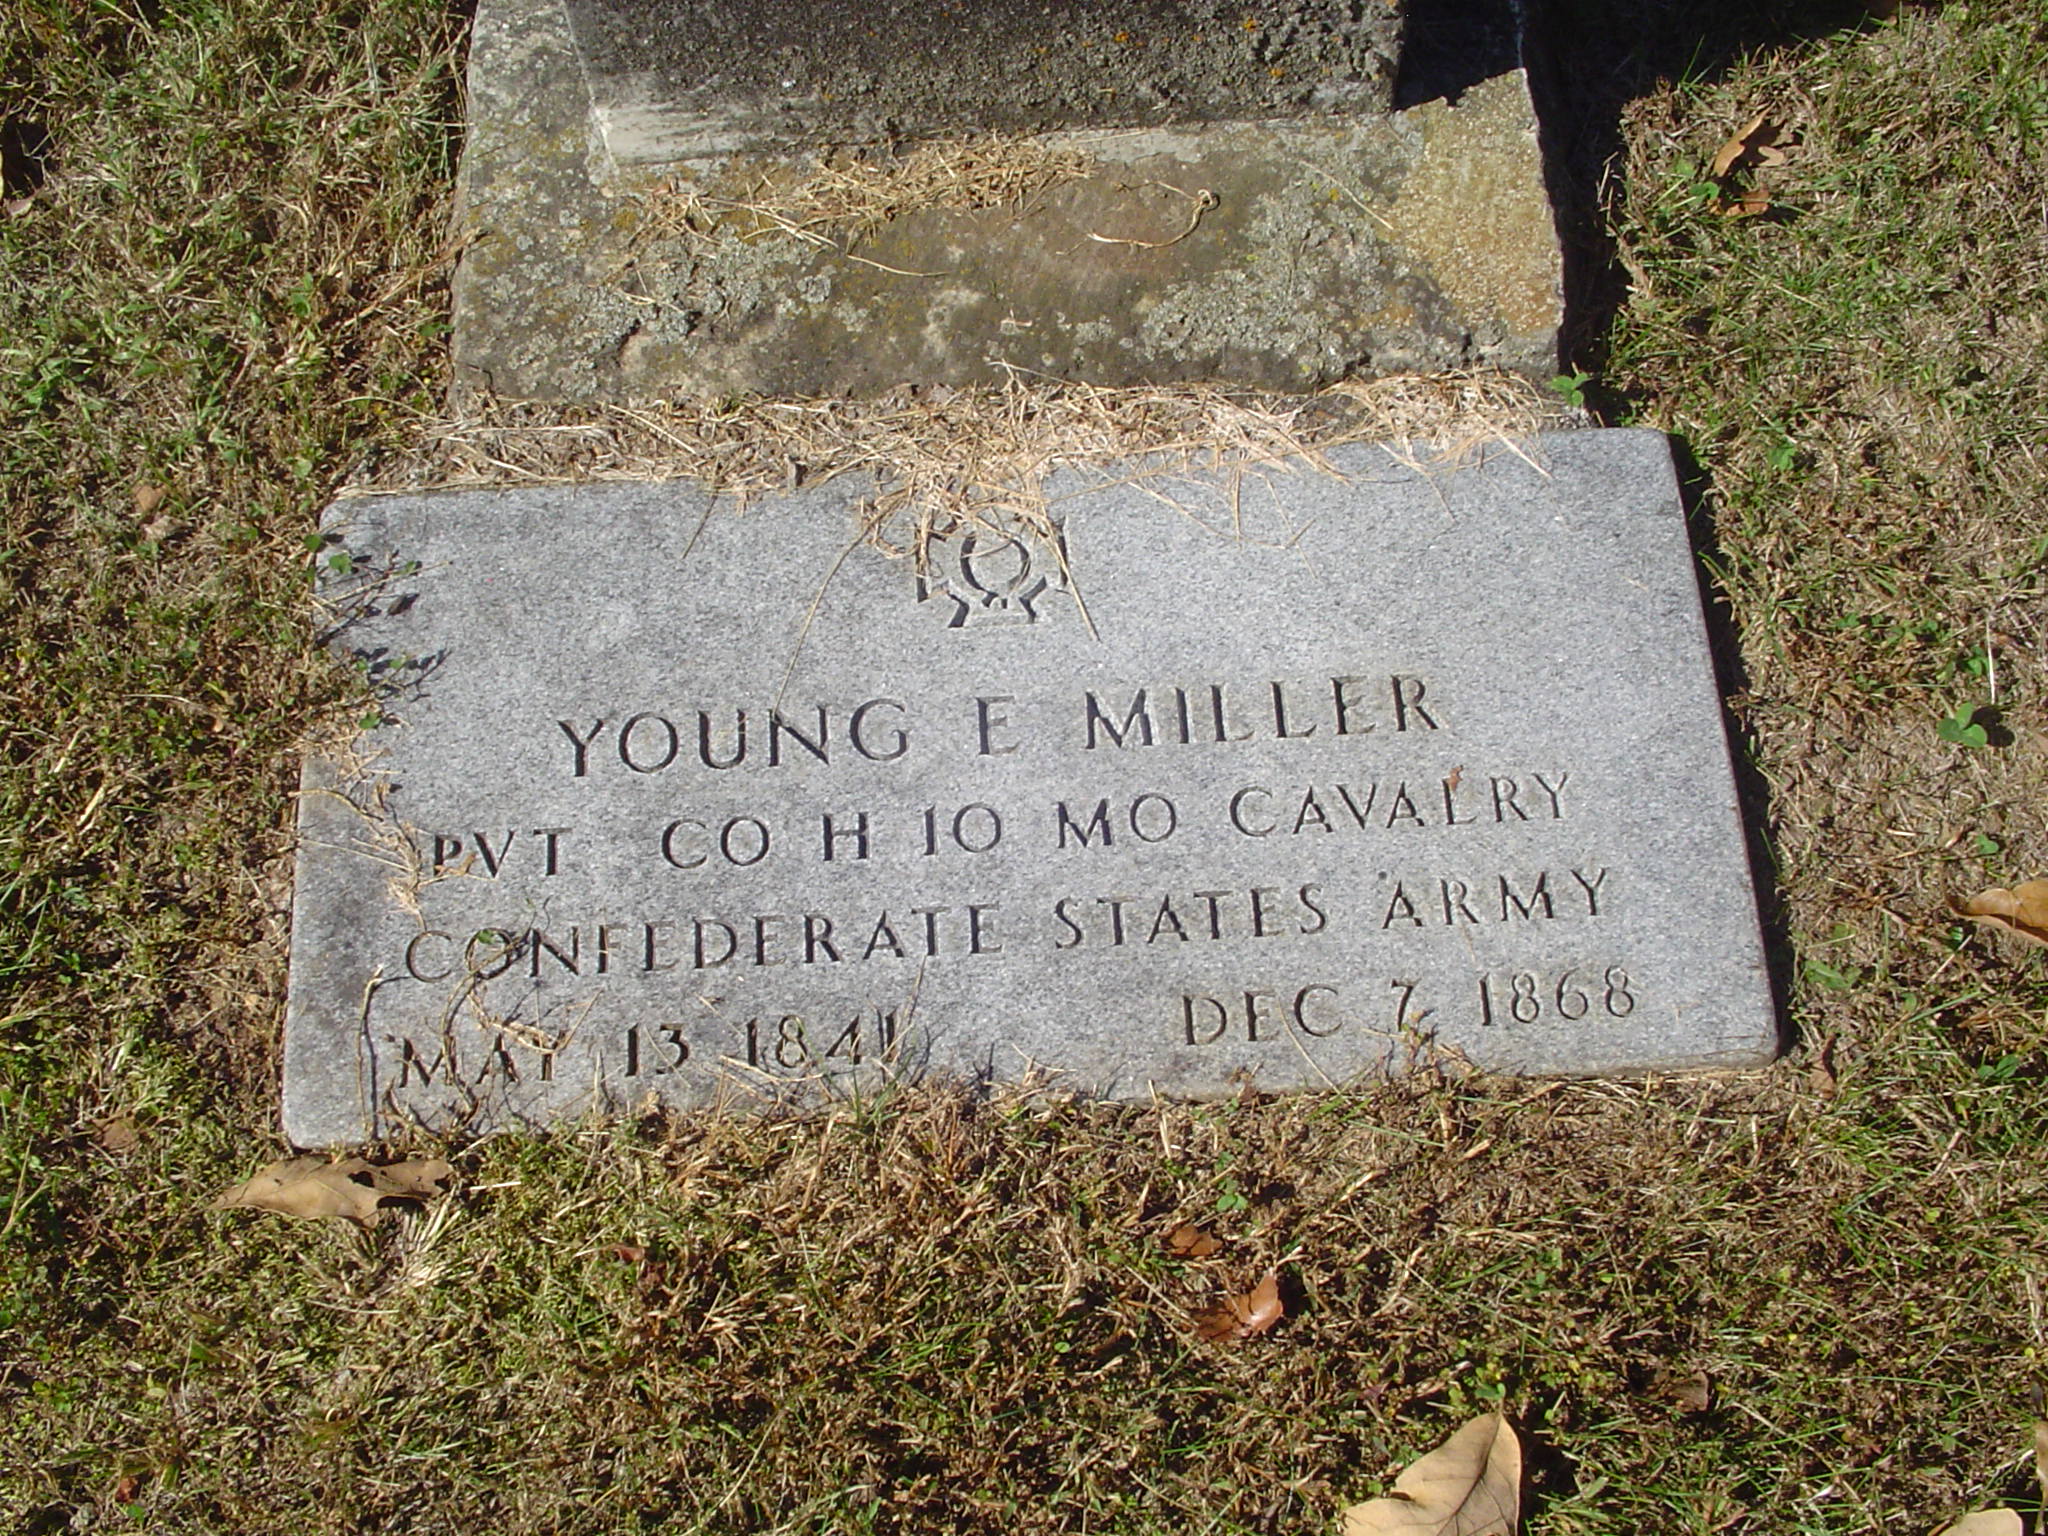 YOUNG E MILLER
PVT CO H 10 MO CAVALRY
CONFEDERATE STATES ARMY
MAY 13 1841 DEC 7 1868